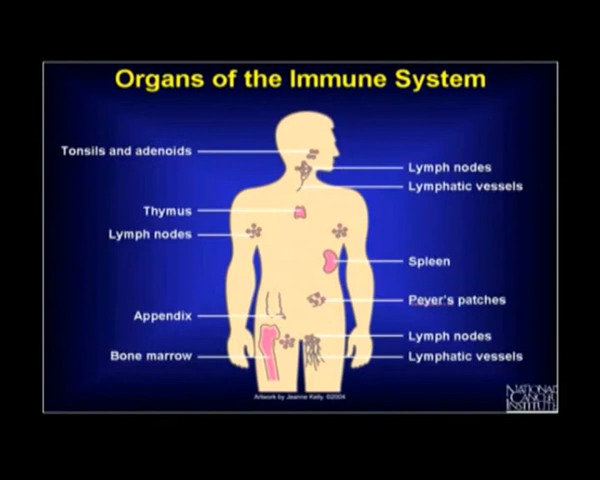 Organs of the Immune System
Tonsils and adenoids
Lymph nodes
Lymphatic vessels
Thymus
Lymph nodes
Spleen
Peyer's patches
Appendix
Lymph nodes
Bone marrow
Lymphatic vessels
Artwork by Jeanne Kelly ©2004
NATIONAL
CANCER
INSTITUTE